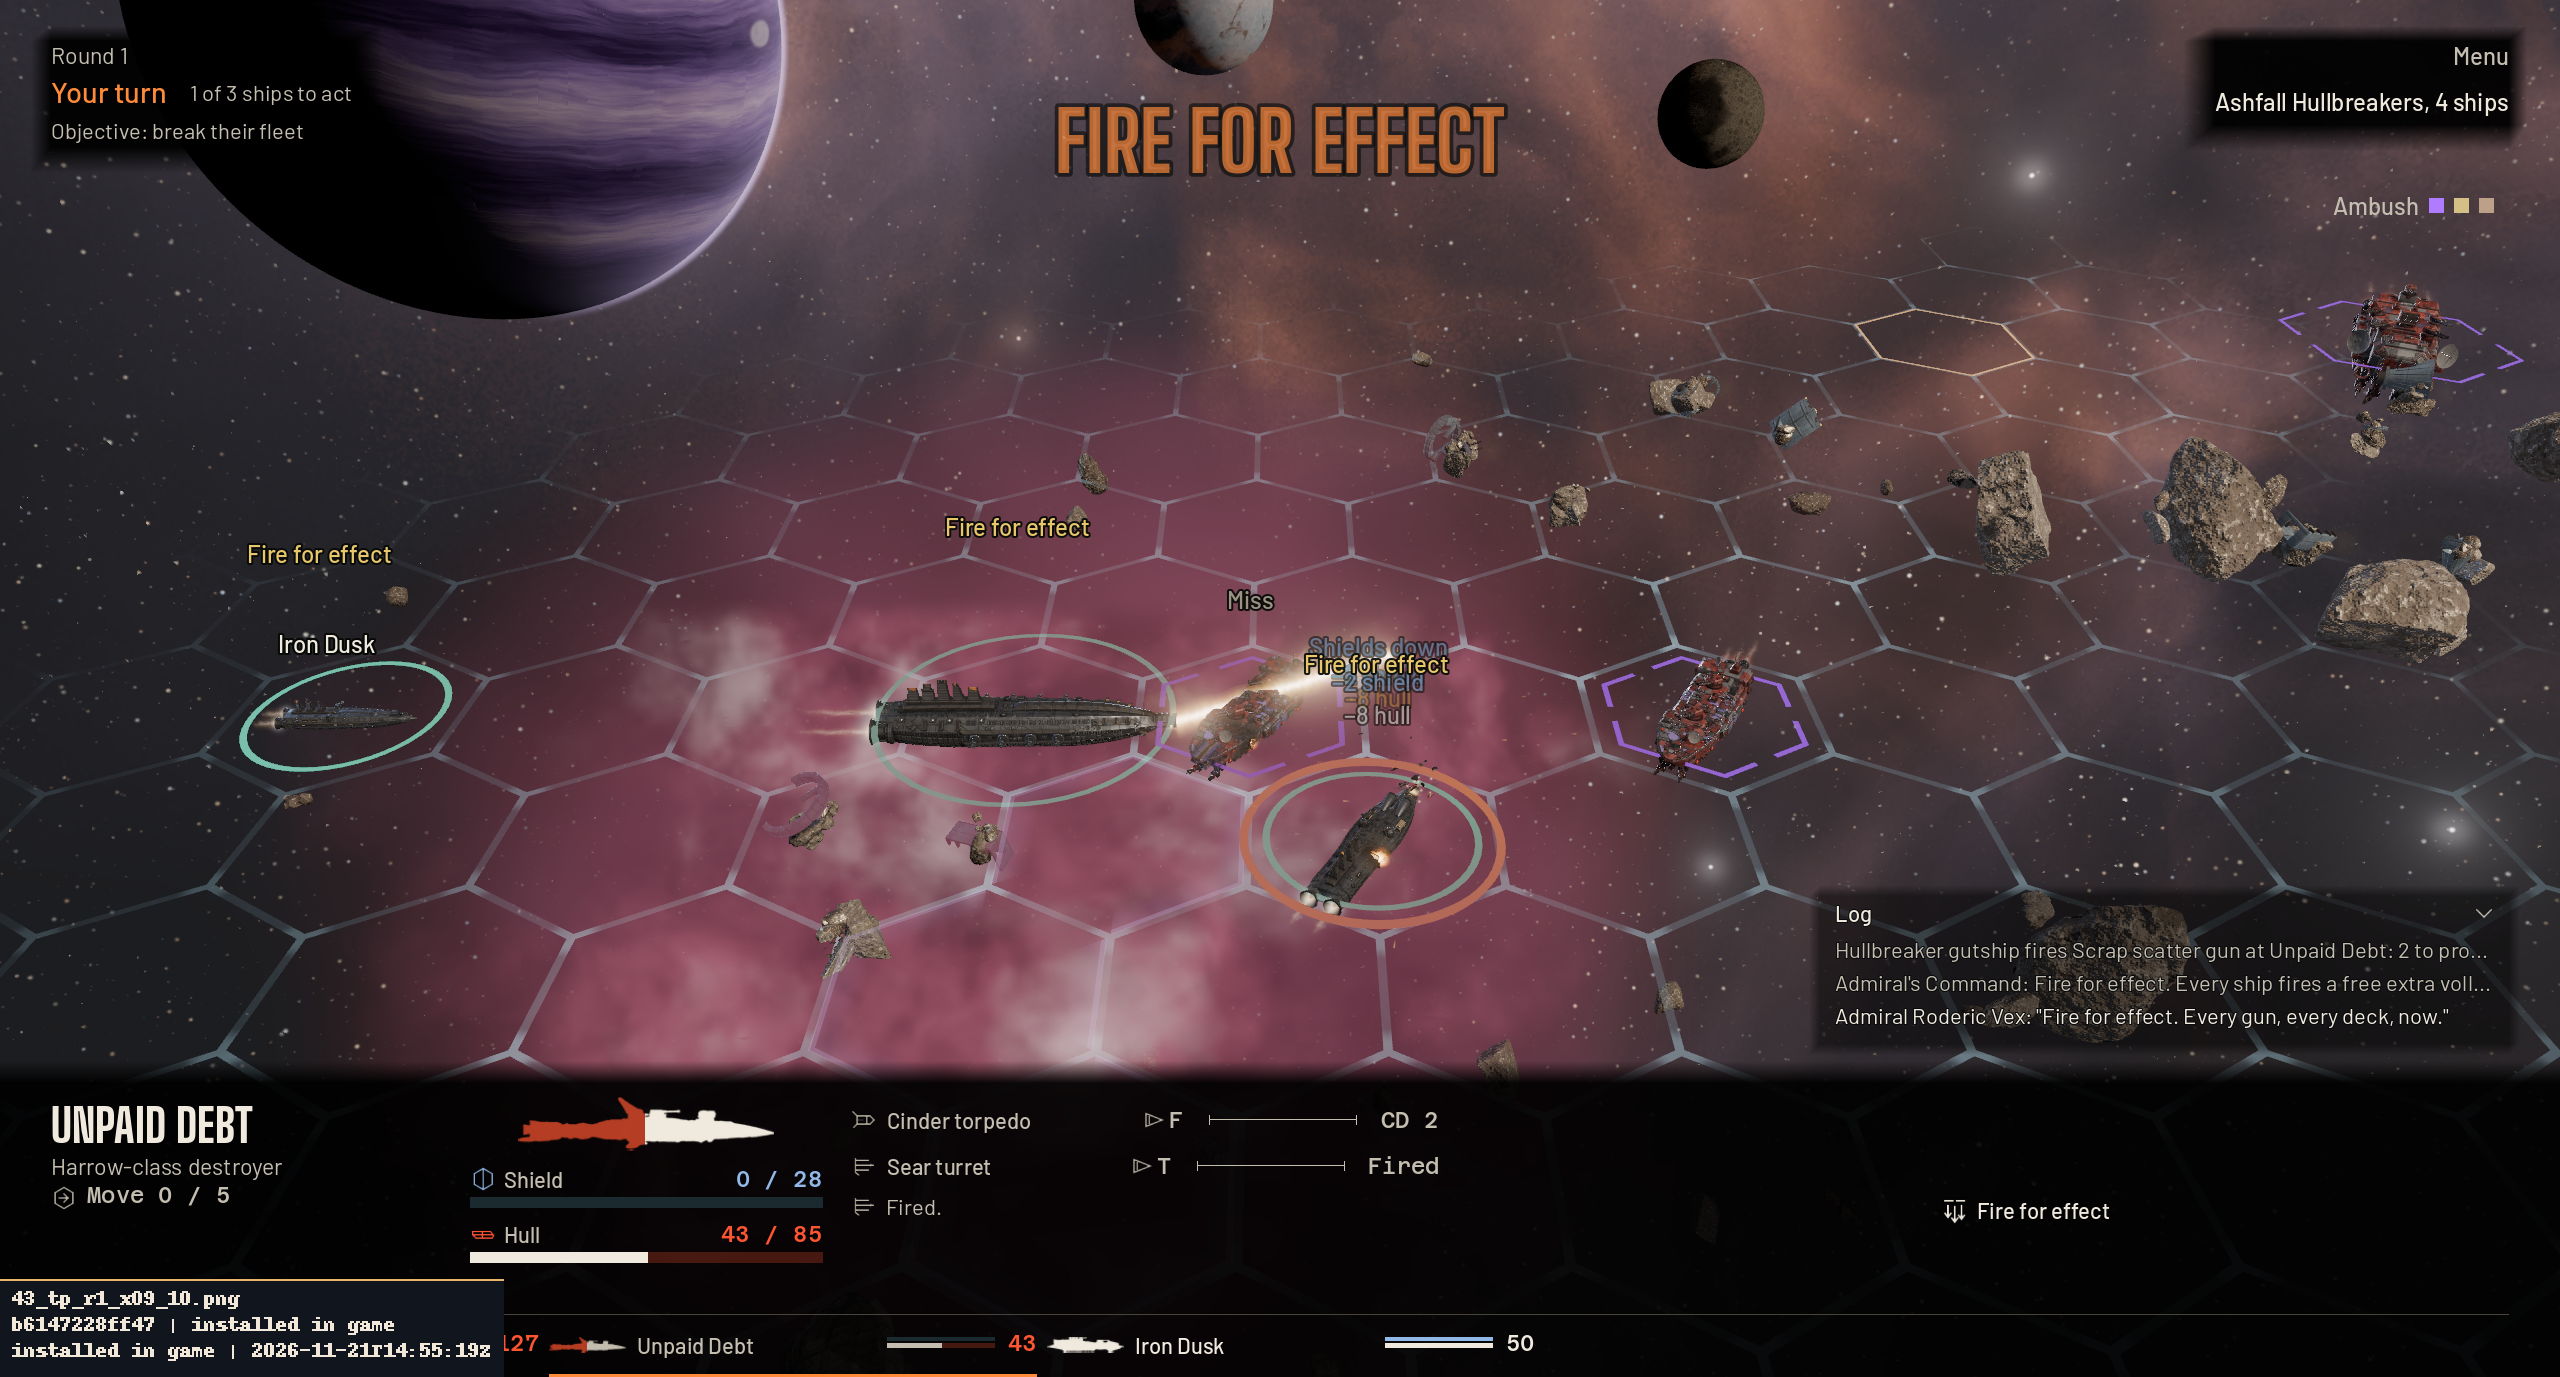 Round 1
Your turn 1 of 3 ships to act
Objective: break their fleet
FIRE FOR EFFECT
Menu
Ashfall Hullbreakers, 4 ships
Ambush
Fire for effect
Fire for effect
Iron Dusk
Miss
Shields down
Fire for effect
-2 shield
-8 hull
Log
Hullbreaker gutship fires Scrap scatter gun at Unpaid Debt: 2 to pro...
Admiral's Command: Fire for effect. Every ship fires a free extra voll...
Admiral Roderic Vex: "Fire for effect. Every gun, every deck, now."
UNPAID DEBT
Harrow-class destroyer
Move 0 / 5
Shield 0 / 28
Hull 43 / 85
Cinder torpedo F CD 2
Sear turret T Fired
Fired.
Fire for effect
43_tp_r1_x09_10.png
b6147228ff47 | installed in game
installed in game | 2026-11-21r14:55:19z
127 Unpaid Debt 43 Iron Dusk 50